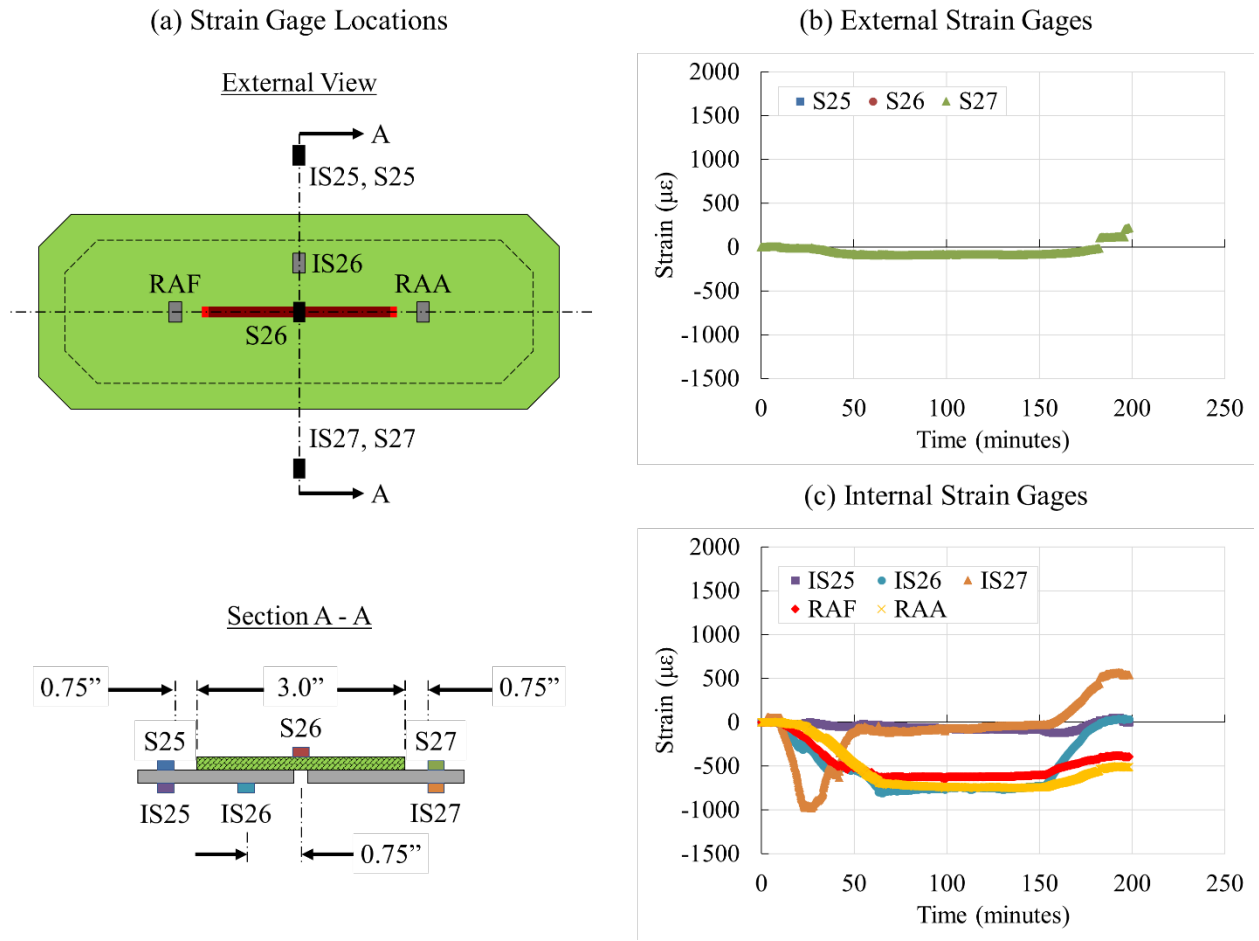 (a) Strain Gage Locations
External View
A
IS25, S25
IS26
RAF
RAA
S26
IS27, S27
A
Section A - A
0.75”
3.0”
0.75”
S26
S25
S27
IS25
IS26
IS27
0.75”
(b) External Strain Gages
2000
1500
1000
500
0
-500
-1000
-1500
Strain (με)
S25 S26 S27
0 50 100 150 200 250
Time (minutes)
(c) Internal Strain Gages
2000
1500
1000
500
0
-500
-1000
-1500
Strain (με)
IS25 IS26 IS27
RAF RAA
0 50 100 150 200 250
Time (minutes)